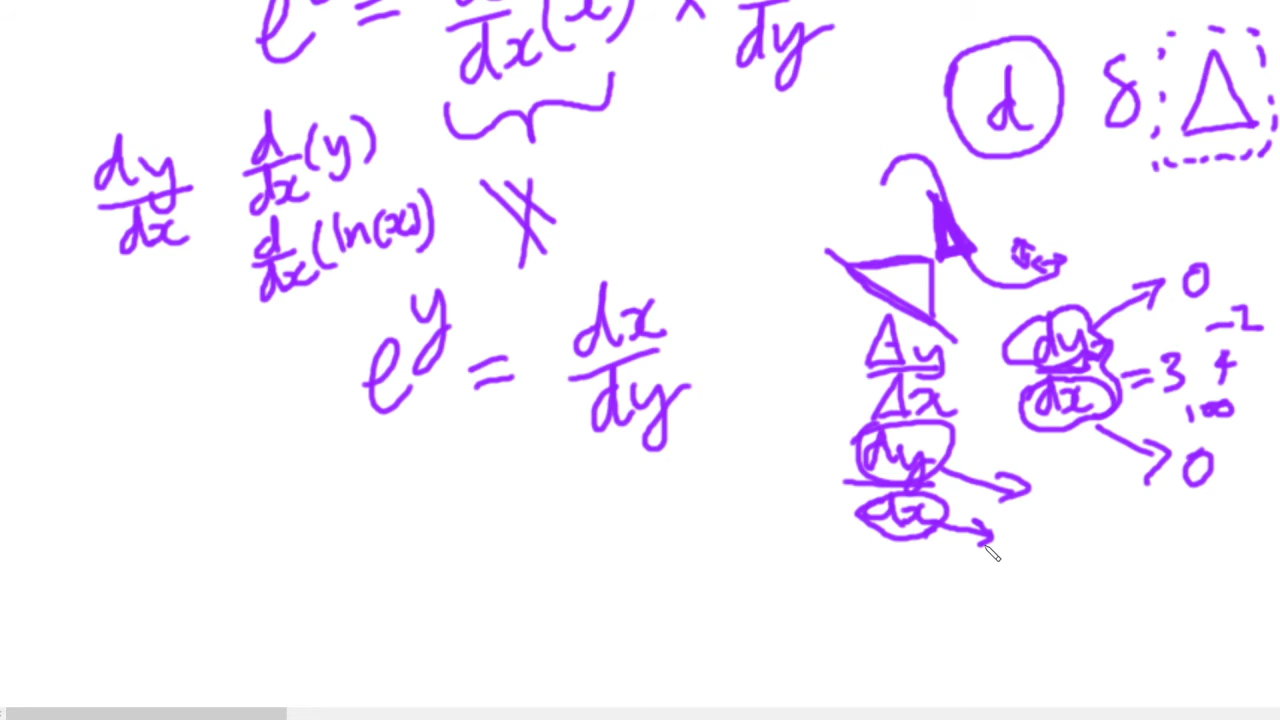 e = d/dx (x) × /dy
d δ Δ
dy/dx d/dx (y)
d/dx (ln(x))
e^y = dx/dy
Δy/Δx
dy/dx = 3
0
-2
4
100
0
dy/dx